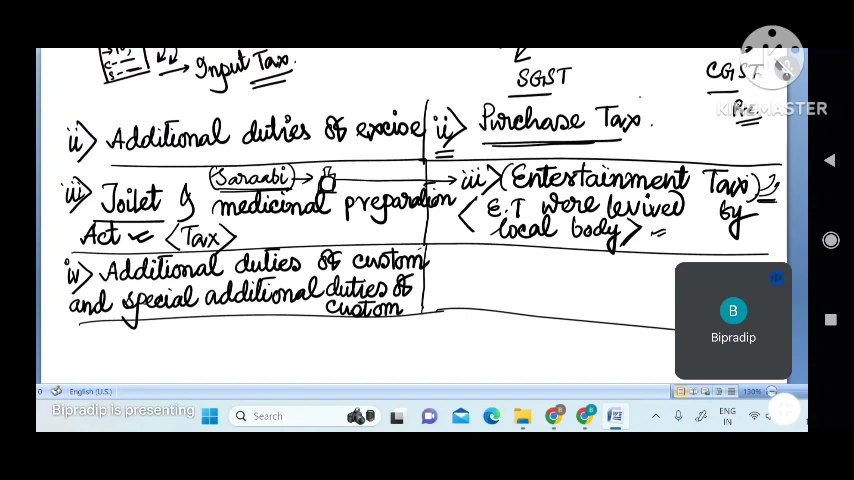 Input Tax.
SGST
CGST
KINEMASTER
ii> Additional duties of excise
ii> Purchase Tax.
(Saraabi)
iii> Toilet & medicinal preparation
Act <Tax>
iii> (Entertainment Tax)
< E.T were levived by
local body >
iv> Additional duties of custom
and special additional duties of
custom
B
Bipradip
English (U.S.)
130%
Bipradip is presenting
Search
ENG
IN